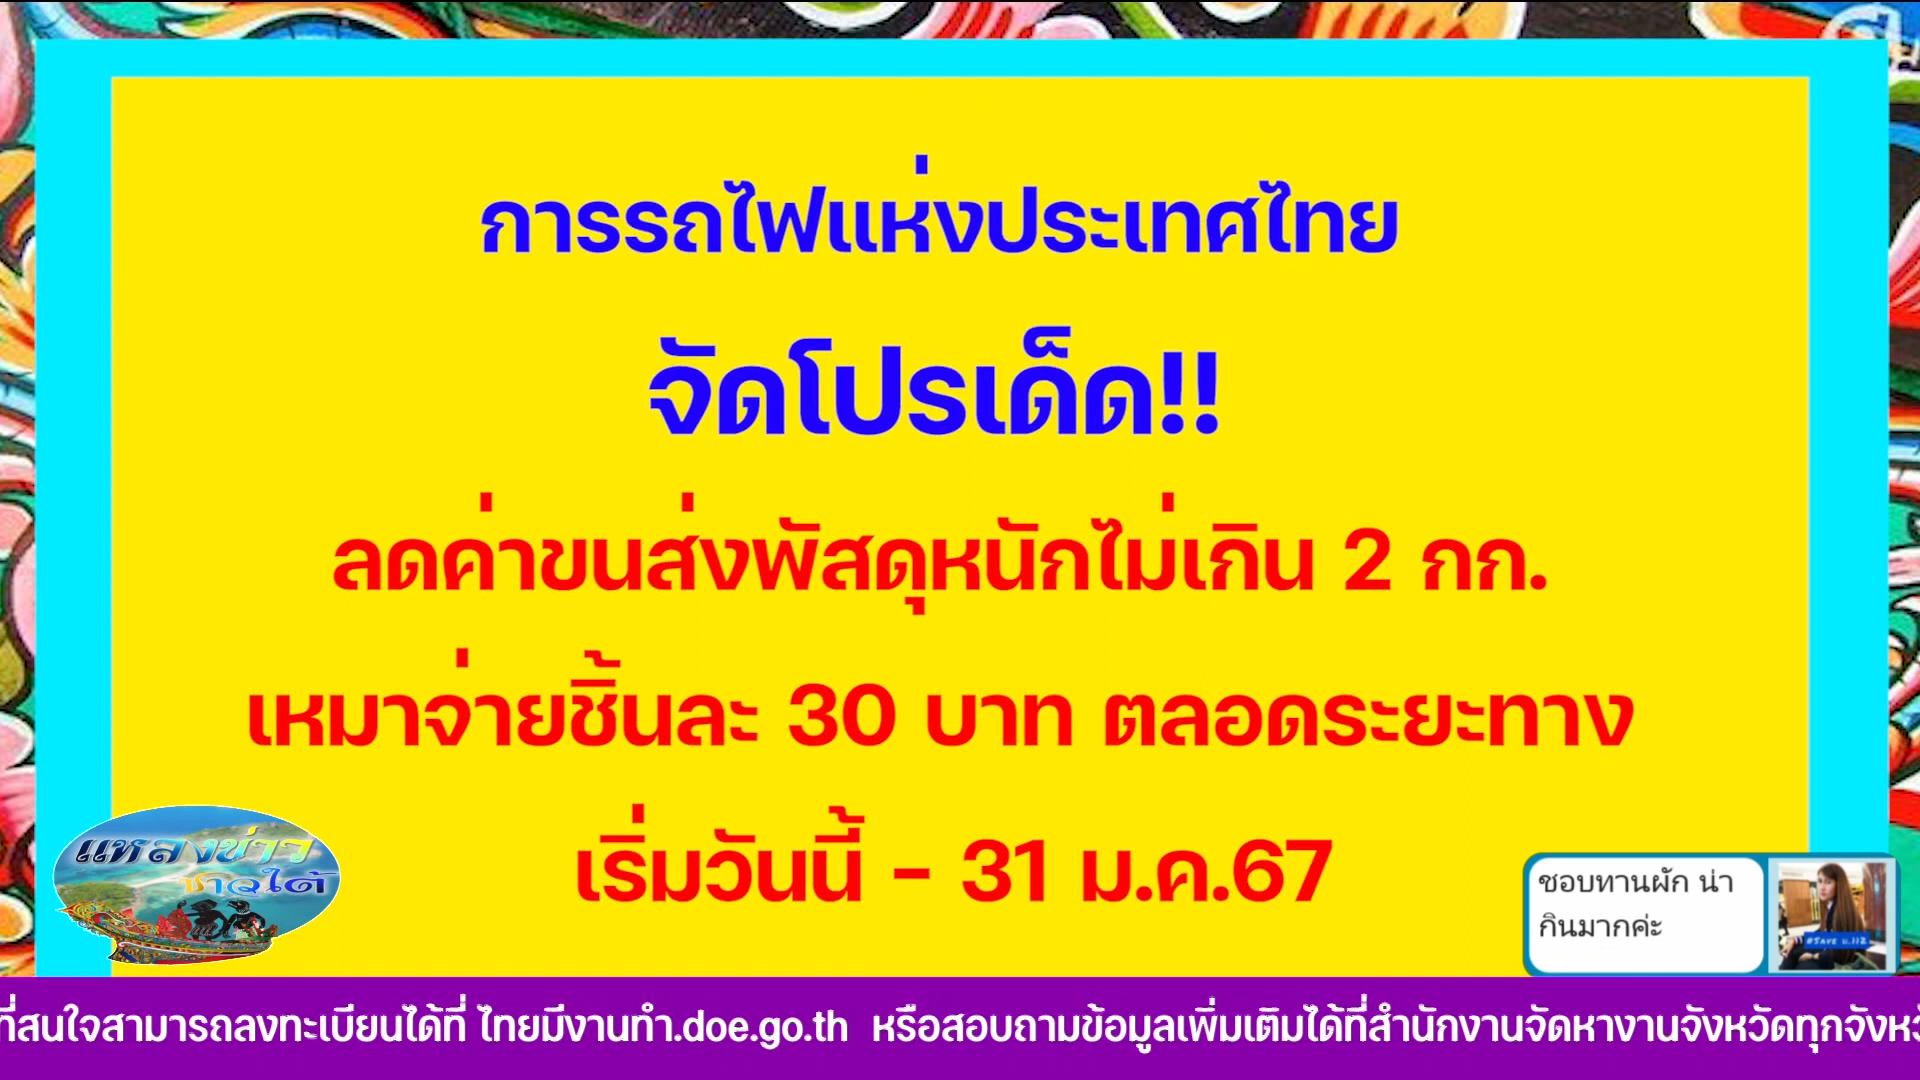 การรถไฟแห่งประเทศไทย
จัดโปรเด็ด!!
ลดค่าขนส่งพัสดุหนักไม่เกิน 2 กก.
เหมาจ่ายชิ้นละ 30 บาท ตลอดระยะทาง
เริ่มวันนี้ - 31 ม.ค.67
แหลงข่าว
ชาวใต้
ชอบทานผัก น่า
กินมากค่ะ
#SAVE ม.112
ที่สนใจสามารถลงทะเบียนได้ที่ ไทยมีงานทำ.doe.go.th หรือสอบถามข้อมูลเพิ่มเติมได้ที่สำนักงานจัดหางานจังหวัดทุกจังหวั